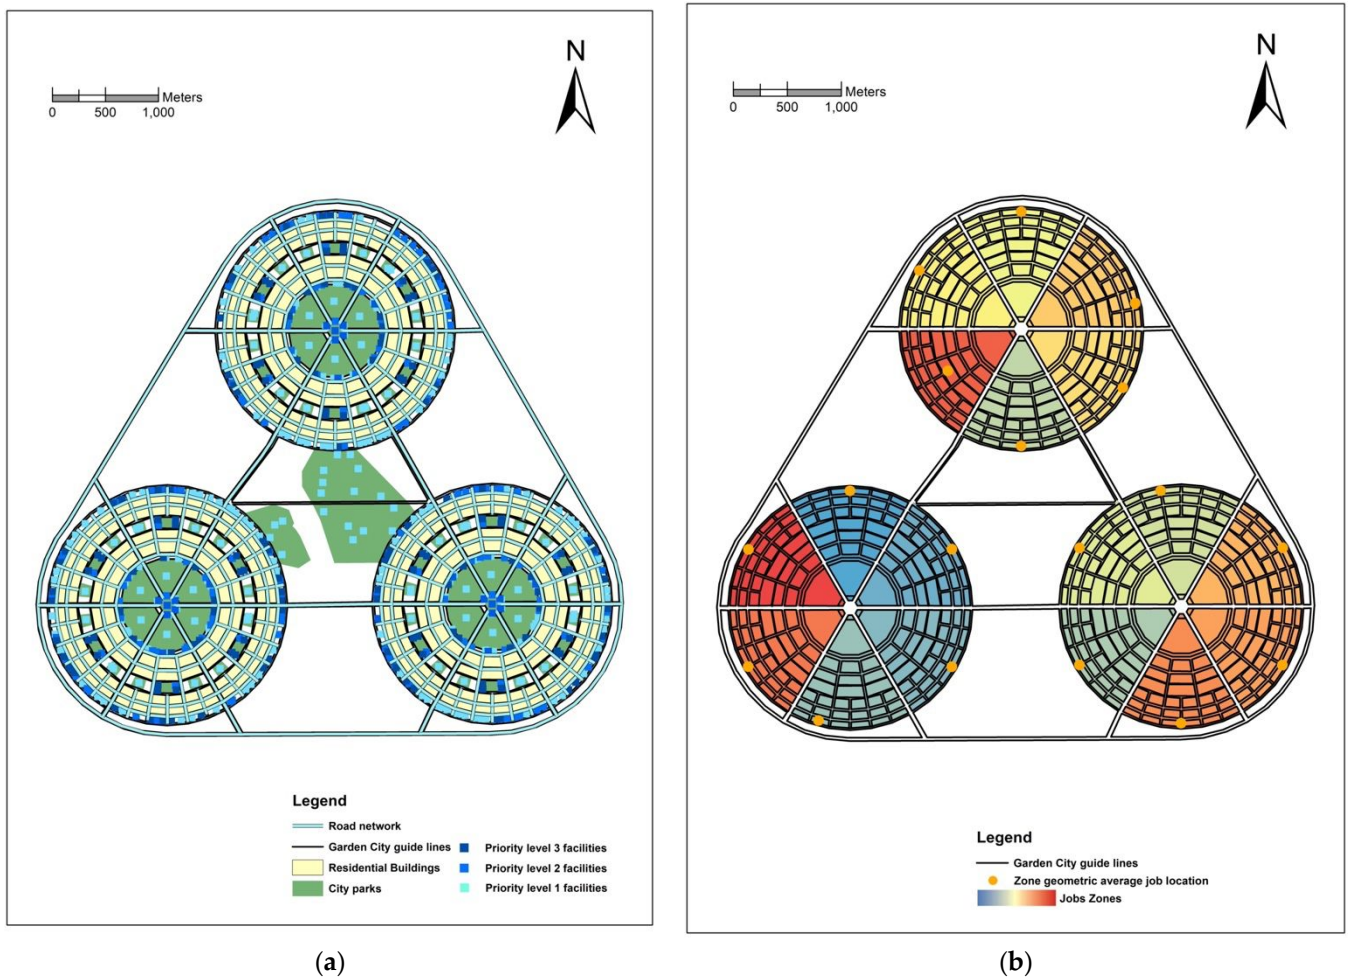 N
Meters
0 500 1,000
Legend
Road network
Garden City guide lines
Residential Buildings
City parks
Priority level 3 facilities
Priority level 2 facilities
Priority level 1 facilities
(a)
N
Meters
0 500 1,000
Legend
Garden City guide lines
Zone geometric average job location
Jobs Zones
(b)